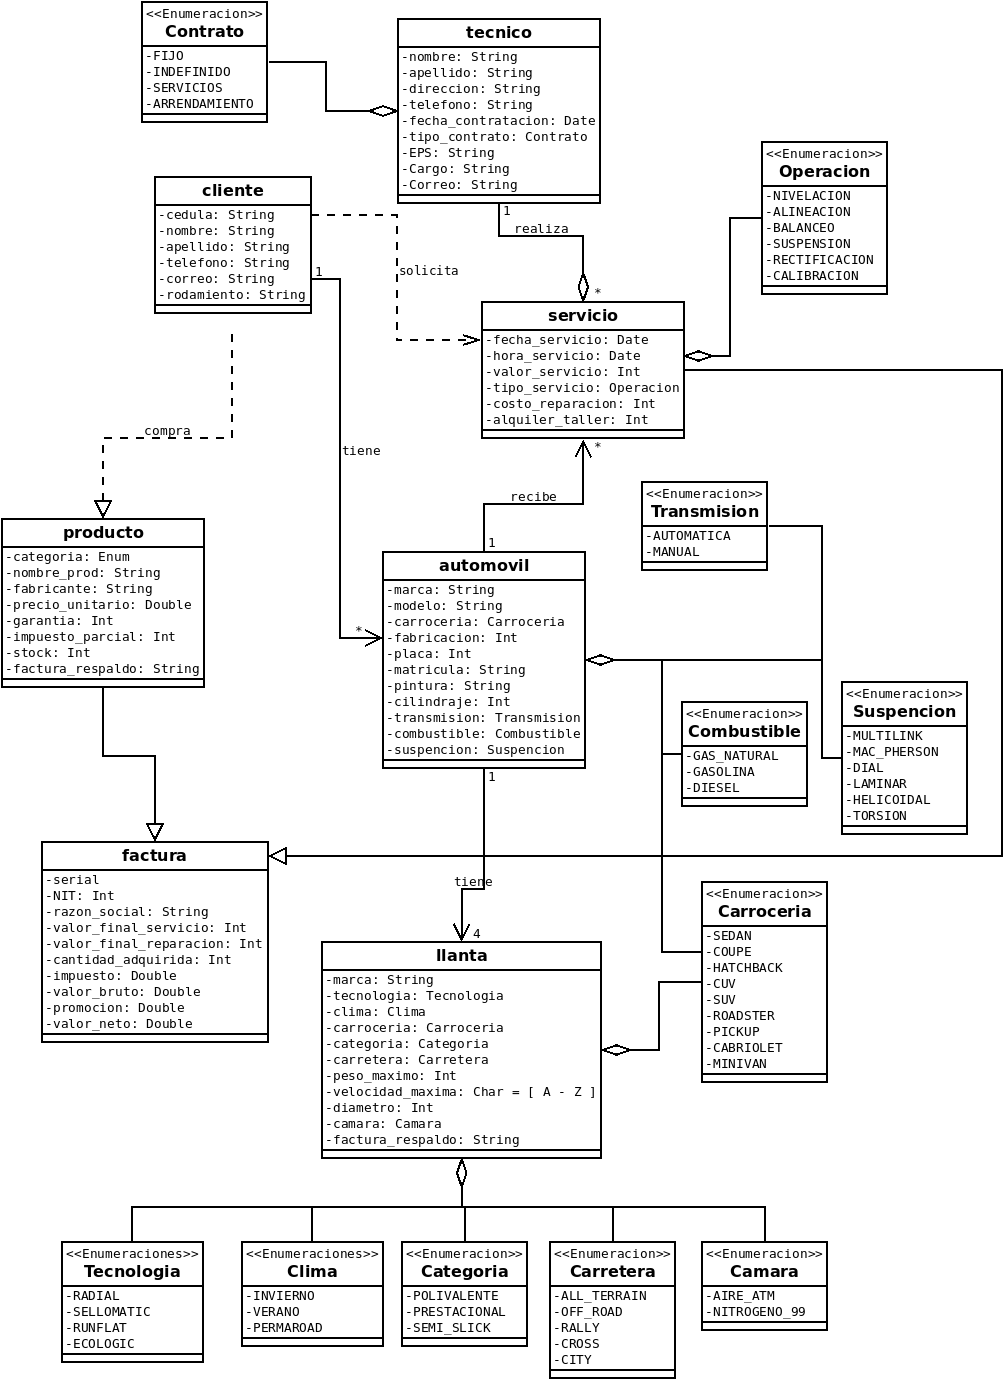 <<Enumeracion>>
Contrato
-FIJO
-INDEFINIDO
-SERVICIOS
-ARRENDAMIENTO
tecnico
-nombre: String
-apellido: String
-direccion: String
-telefono: String
-fecha_contratacion: Date
-tipo_contrato: Contrato
-EPS: String
-Cargo: String
-Correo: String
1
realiza
*
<<Enumeracion>>
Operacion
-NIVELACION
-ALINEACION
-BALANCEO
-SUSPENSION
-RECTIFICACION
-CALIBRACION
cliente
-cedula: String
-nombre: String
-apellido: String
-telefono: String
-correo: String
-rodamiento: String
solicita
1
tiene
*
compra
servicio
-fecha_servicio: Date
-hora_servicio: Date
-valor_servicio: Int
-tipo_servicio: Operacion
-costo_reparacion: Int
-alquiler_taller: Int
*
recibe
1
<<Enumeracion>>
Transmision
-AUTOMATICA
-MANUAL
producto
-categoria: Enum
-nombre_prod: String
-fabricante: String
-precio_unitario: Double
-garantia: Int
-impuesto_parcial: Int
-stock: Int
-factura_respaldo: String
automovil
-marca: String
-modelo: String
-carroceria: Carroceria
-fabricacion: Int
-placa: Int
-matricula: String
-pintura: String
-cilindraje: Int
-transmision: Transmision
-combustible: Combustible
-suspencion: Suspencion
1
tiene
4
<<Enumeracion>>
Combustible
-GAS_NATURAL
-GASOLINA
-DIESEL
<<Enumeracion>>
Suspencion
-MULTILINK
-MAC_PHERSON
-DIAL
-LAMINAR
-HELICOIDAL
-TORSION
factura
-serial
-NIT: Int
-razon_social: String
-valor_final_servicio: Int
-valor_final_reparacion: Int
-cantidad_adquirida: Int
-impuesto: Double
-valor_bruto: Double
-promocion: Double
-valor_neto: Double
<<Enumeracion>>
Carroceria
-SEDAN
-COUPE
-HATCHBACK
-CUV
-SUV
-ROADSTER
-PICKUP
-CABRIOLET
-MINIVAN
llanta
-marca: String
-tecnologia: Tecnologia
-clima: Clima
-carroceria: Carroceria
-categoria: Categoria
-carretera: Carretera
-peso_maximo: Int
-velocidad_maxima: Char = [ A - Z ]
-diametro: Int
-camara: Camara
-factura_respaldo: String
<<Enumeraciones>>
Tecnologia
-RADIAL
-SELLOMATIC
-RUNFLAT
-ECOLOGIC
<<Enumeraciones>>
Clima
-INVIERNO
-VERANO
-PERMAROAD
<<Enumeracion>>
Categoria
-POLIVALENTE
-PRESTACIONAL
-SEMI_SLICK
<<Enumeracion>>
Carretera
-ALL_TERRAIN
-OFF_ROAD
-RALLY
-CROSS
-CITY
<<Enumeracion>>
Camara
-AIRE_ATM
-NITROGENO_99